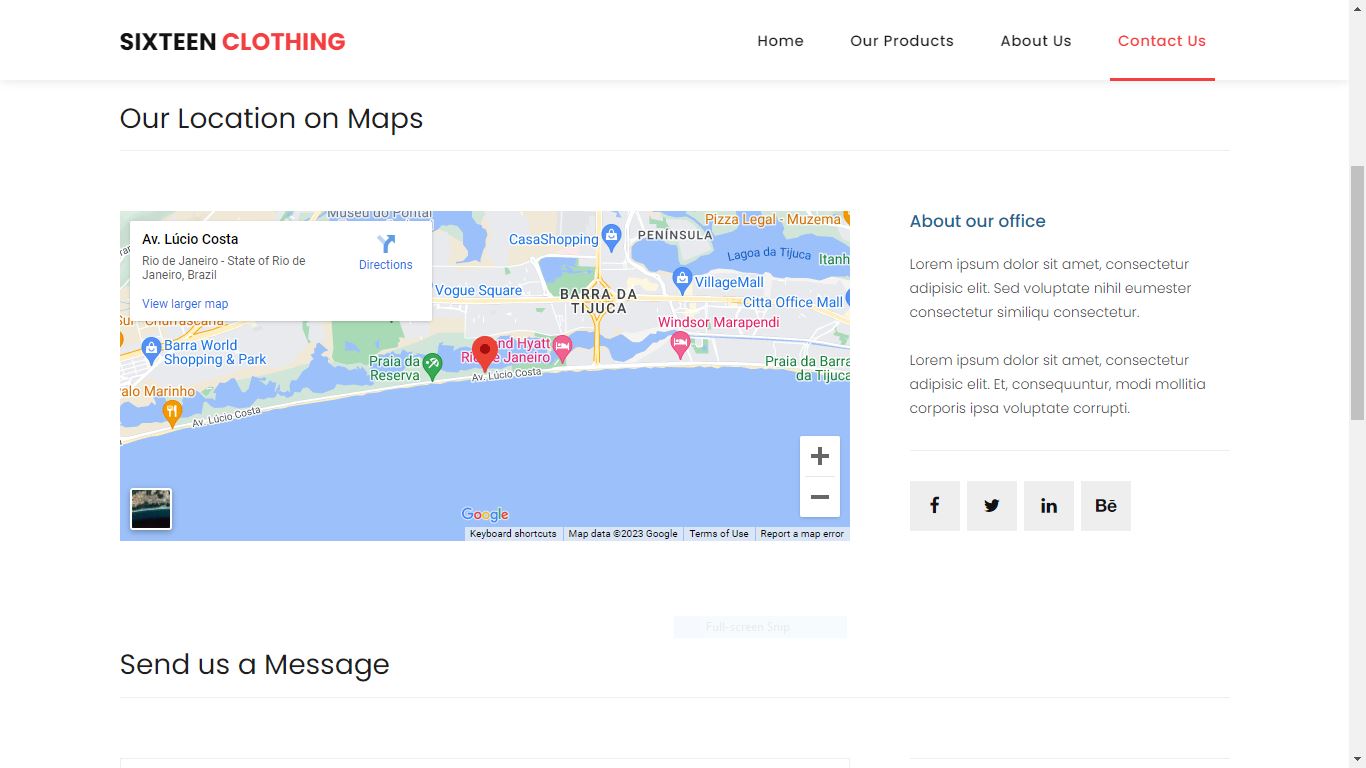 SIXTEEN CLOTHING
Home
Our Products
About Us
Contact Us
Our Location on Maps
Museu do Pontal
Av. Lúcio Costa
Rio de Janeiro - State of Rio de
Janeiro, Brazil
Directions
View larger map
Pizza Legal - Muzema
CasaShopping
PENÍNSULA
Lagoa da Tijuca
Itanh
VillageMall
Vogue Square
BARRA DA
TIJUCA
Citta Office Mall
Windsor Marapendi
Barra World
Shopping & Park
nd Hyatt
Rio de Janeiro
Praia da
Reserva
Praia da Barra
da Tijuca
Av. Lúcio Costa
alo Marinho
Av. Lúcio Costa
Google
Keyboard shortcuts
Map data ©2023 Google
Terms of Use
Report a map error
About our office
Lorem ipsum dolor sit amet, consectetur
adipisic elit. Sed voluptate nihil eumester
consectetur similiqu consectetur.
Lorem ipsum dolor sit amet, consectetur
adipisic elit. Et, consequuntur, modi mollitia
corporis ipsa voluptate corrupti.
f
in
Bē
Full-screen Snip
Send us a Message